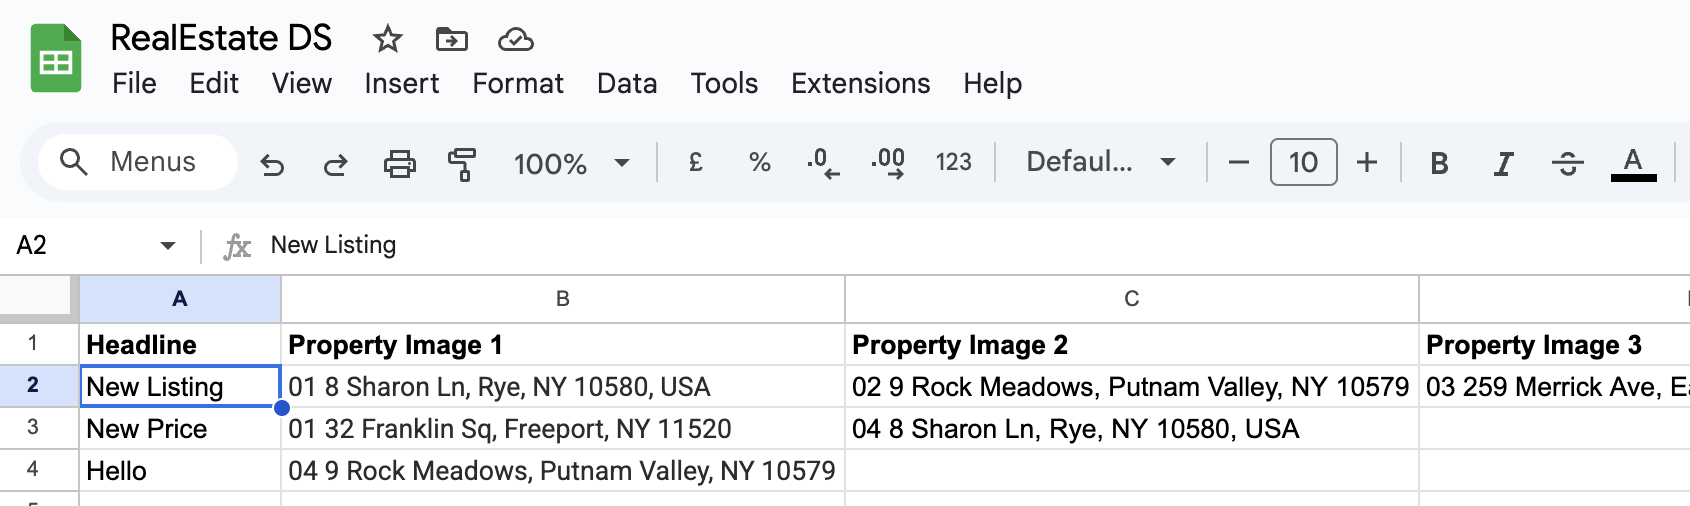 RealEstate DS
File Edit View Insert Format Data Tools Extensions Help
Menus 100% £ % .0 .00 123 Defaul... 10 B I S A
A2 fx New Listing
A B C
1 Headline Property Image 1 Property Image 2 Property Image 3
2 New Listing 01 8 Sharon Ln, Rye, NY 10580, USA 02 9 Rock Meadows, Putnam Valley, NY 10579 03 259 Merrick Ave, Ea
3 New Price 01 32 Franklin Sq, Freeport, NY 11520 04 8 Sharon Ln, Rye, NY 10580, USA
4 Hello 04 9 Rock Meadows, Putnam Valley, NY 10579